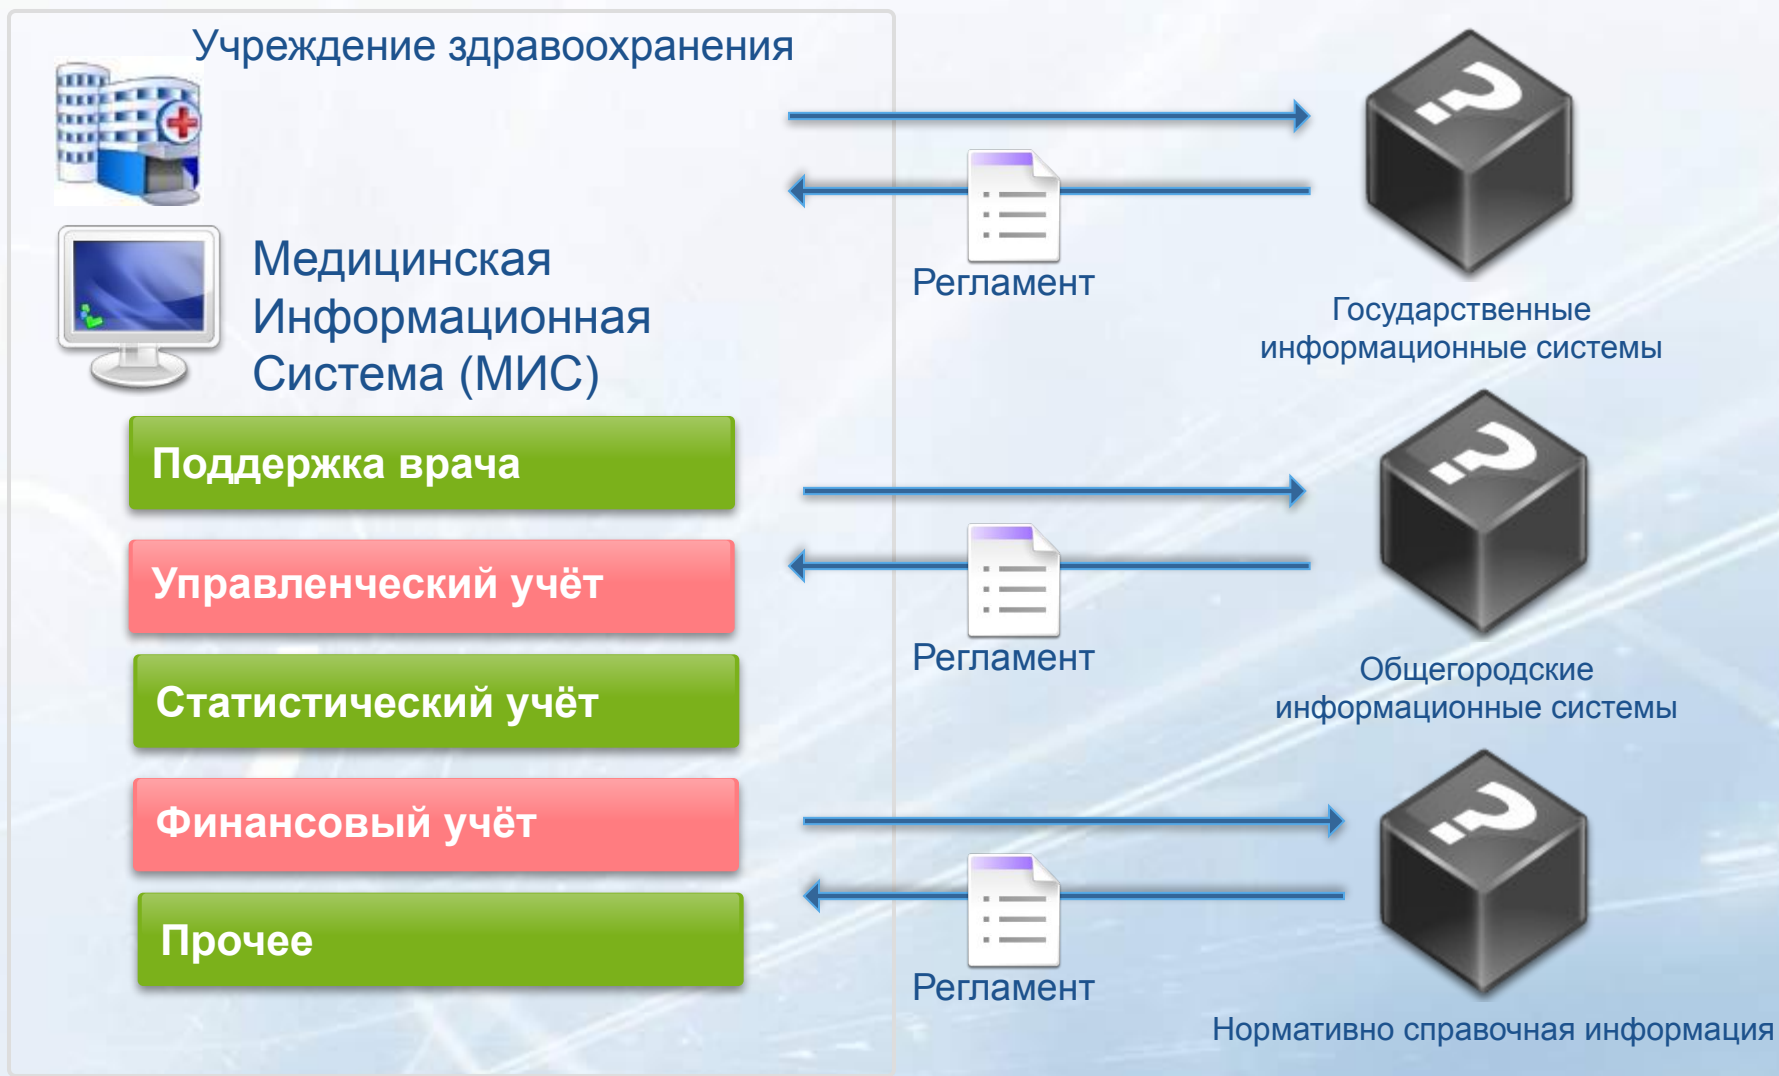 Учреждение здравоохранения
Медицинская
Информационная
Система (МИС)
Поддержка врача
Управленческий учёт
Статистический учёт
Финансовый учёт
Прочее
Регламент
?
Государственные
информационные системы
Регламент
?
Общегородские
информационные системы
Регламент
?
Нормативно справочная информация